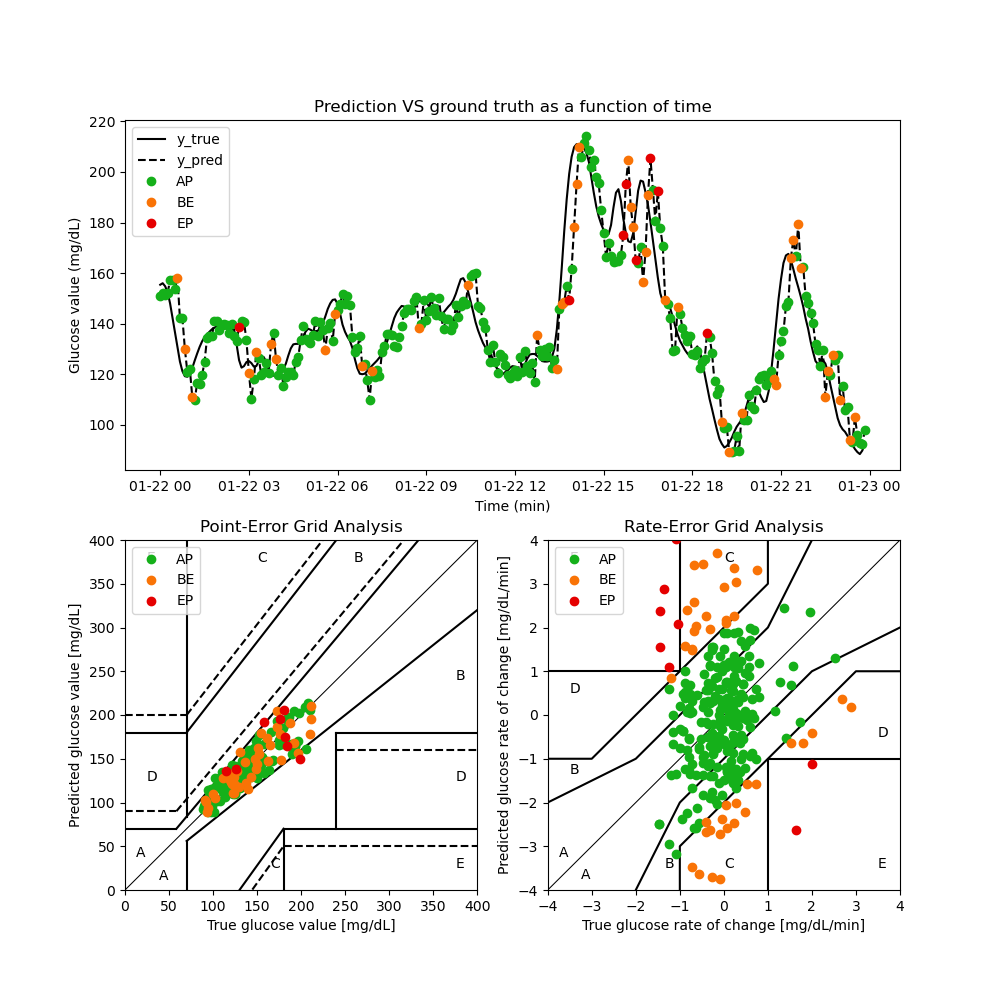 Prediction VS ground truth as a function of time
Glucose value (mg/dL)
220
200
180
160
140
120
100
y_true
y_pred
AP
BE
EP
01-22 00 01-22 03 01-22 06 01-22 09 01-22 12 01-22 15 01-22 18 01-22 21 01-23 00
Time (min)
Point-Error Grid Analysis
Predicted glucose value [mg/dL]
400
350
300
250
200
150
100
50
0
AP
BE
EP
C
B
B
D
D
A
A
C
E
0 50 100 150 200 250 300 350 400
True glucose value [mg/dL]
Rate-Error Grid Analysis
Predicted glucose rate of change [mg/dL/min]
4
3
2
1
0
−1
−2
−3
−4
AP
BE
EP
C
D
D
B
A
A
B
C
E
−4 −3 −2 −1 0 1 2 3 4
True glucose rate of change [mg/dL/min]